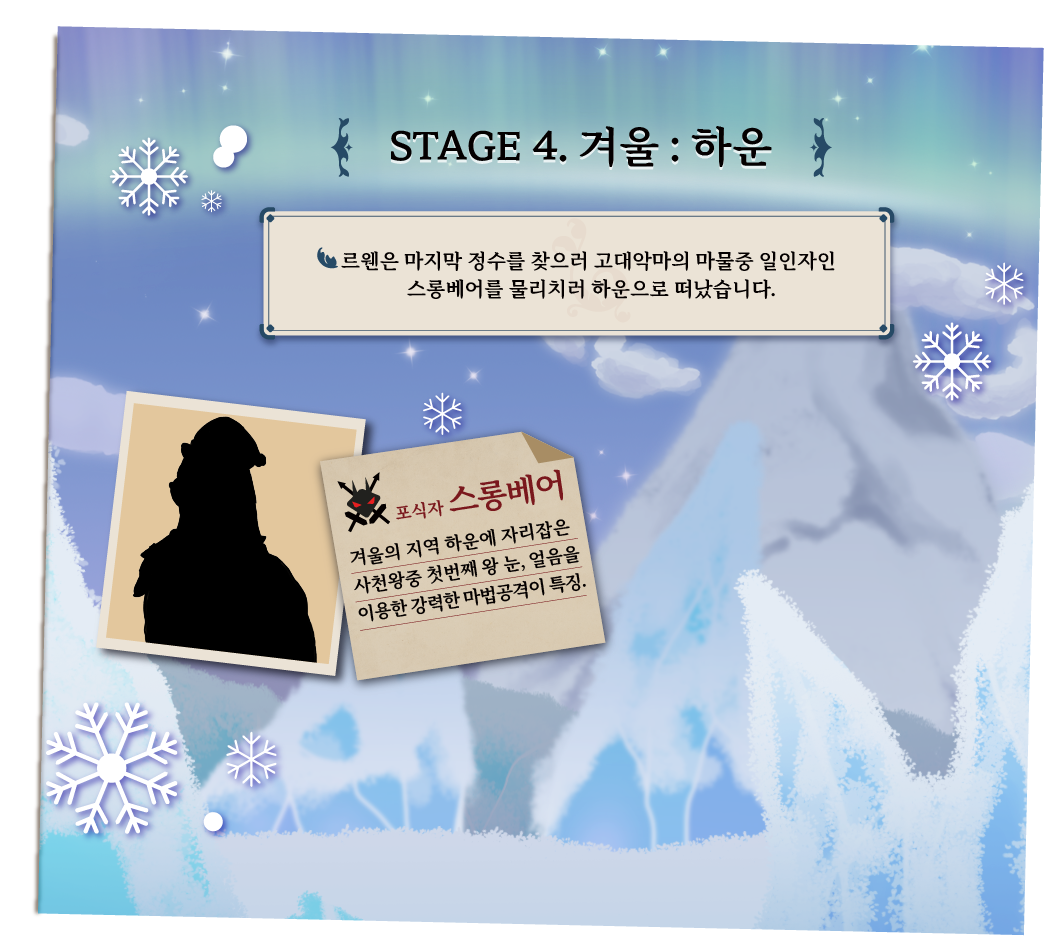 STAGE 4. 겨울 : 하운
르웬은 마지막 정수를 찾으러 고대악마의 마물중 일인자인
스롱베어를 물리치러 하운으로 떠났습니다.
포식자 스롱베어
겨울의 지역 하운에 자리잡은
사천왕중 첫번째 왕 눈, 얼음을
이용한 강력한 마법공격이 특징.